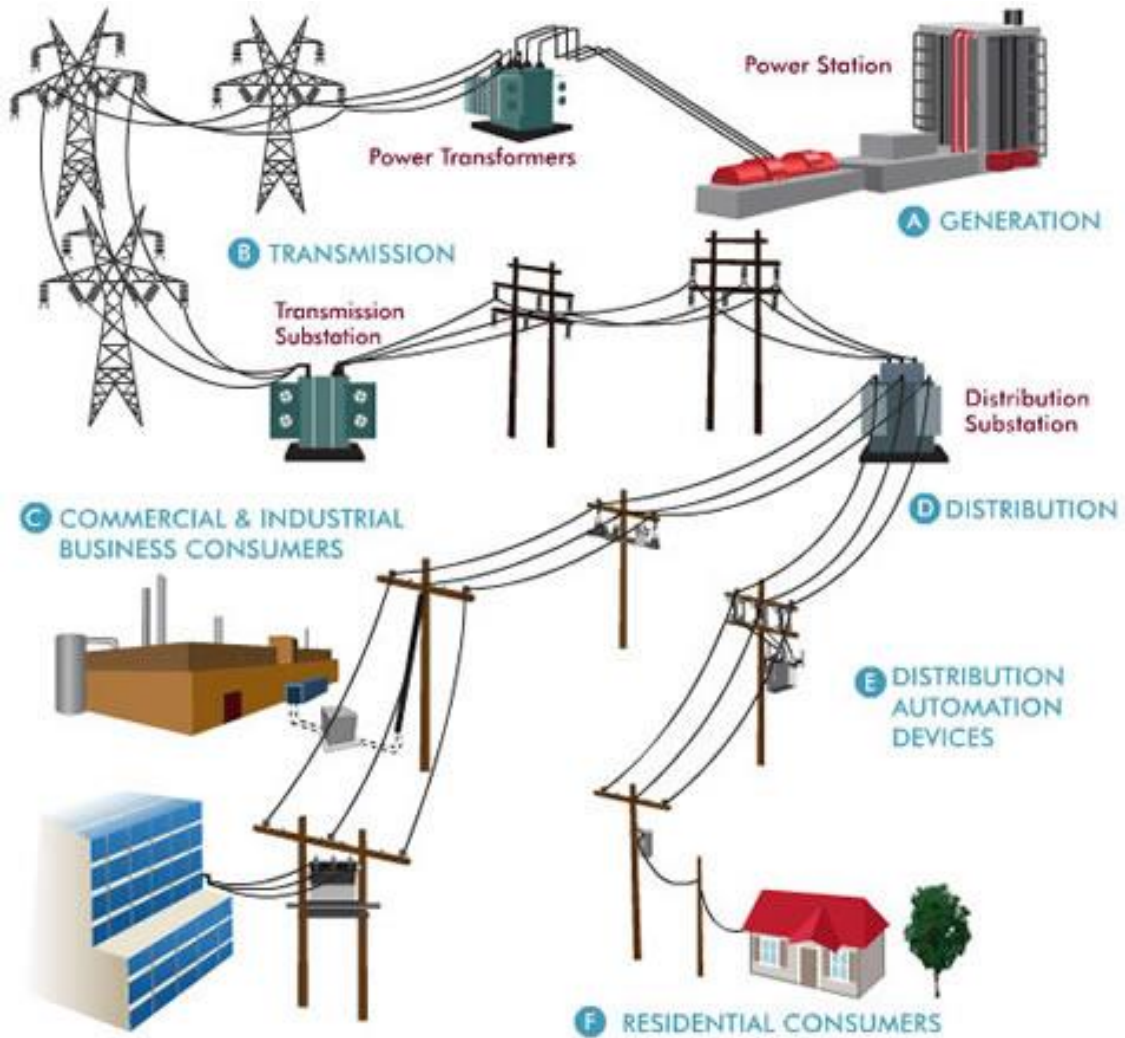 Power Station
Power Transformers
A GENERATION
B TRANSMISSION
Transmission
Substation
Distribution
Substation
C COMMERCIAL & INDUSTRIAL
BUSINESS CONSUMERS
D DISTRIBUTION
E DISTRIBUTION
AUTOMATION
DEVICES
F RESIDENTIAL CONSUMERS